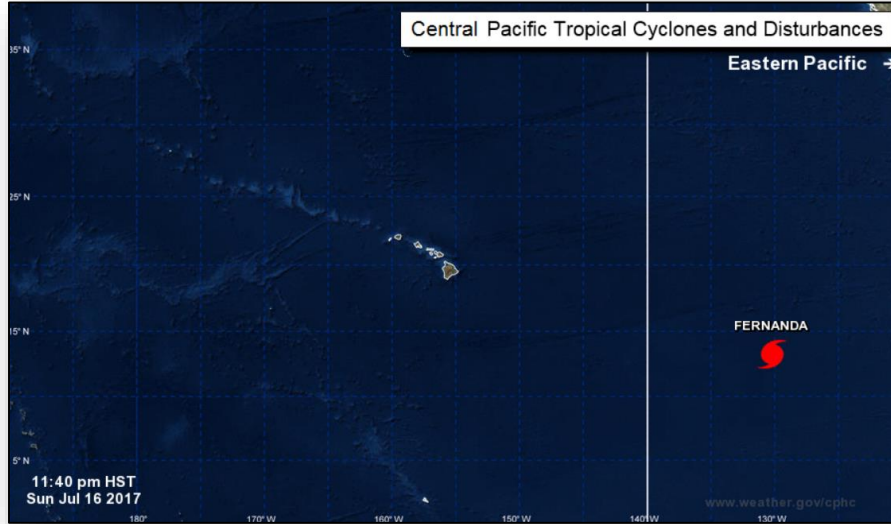 Central Pacific Tropical Cyclones and Disturbances
Eastern Pacific →
35° N
25° N
FERNANDA
15° N
5° N
11:40 pm HST
Sun Jul 16 2017
www.weather.gov/cphc
180° 170° W 160° W 150° W 140° W 130° W